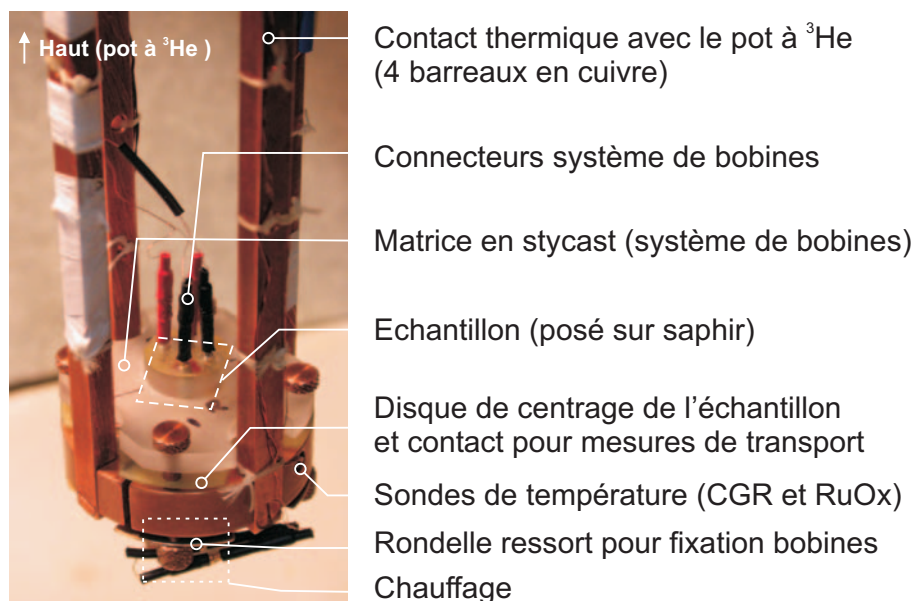 Haut (pot à ³He )
Contact thermique avec le pot à ³He
(4 barreaux en cuivre)
Connecteurs système de bobines
Matrice en stycast (système de bobines)
Echantillon (posé sur saphir)
Disque de centrage de l'échantillon
et contact pour mesures de transport
Sondes de température (CGR et RuOx)
Rondelle ressort pour fixation bobines
Chauffage